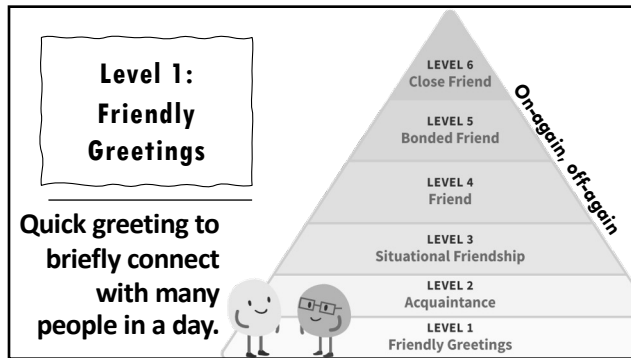 Level 1:
Friendly
Greetings
Quick greeting to
briefly connect
with many
people in a day.
LEVEL 6
Close Friend
LEVEL 5
Bonded Friend
LEVEL 4
Friend
LEVEL 3
Situational Friendship
LEVEL 2
Acquaintance
LEVEL 1
Friendly Greetings
On-again, off-again